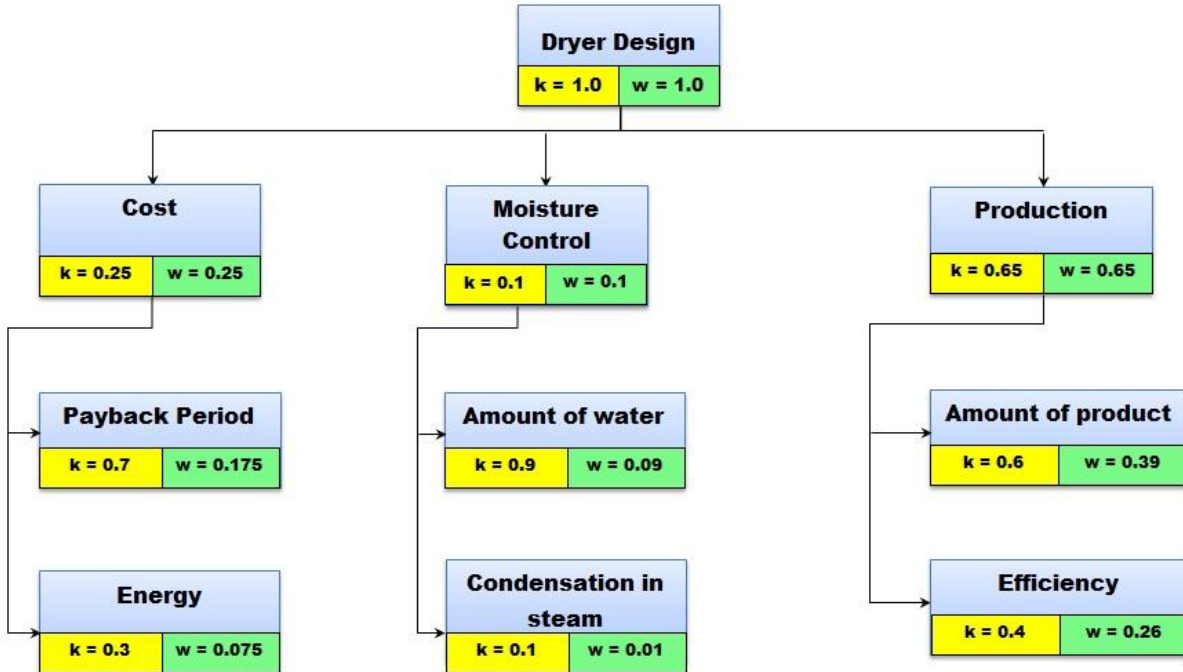 Dryer Design
k = 1.0 w = 1.0
Cost
k = 0.25 w = 0.25
Moisture
Control
k = 0.1 w = 0.1
Production
k = 0.65 w = 0.65
Payback Period
k = 0.7 w = 0.175
Amount of water
k = 0.9 w = 0.09
Amount of product
k = 0.6 w = 0.39
Energy
k = 0.3 w = 0.075
Condensation in
steam
k = 0.1 w = 0.01
Efficiency
k = 0.4 w = 0.26